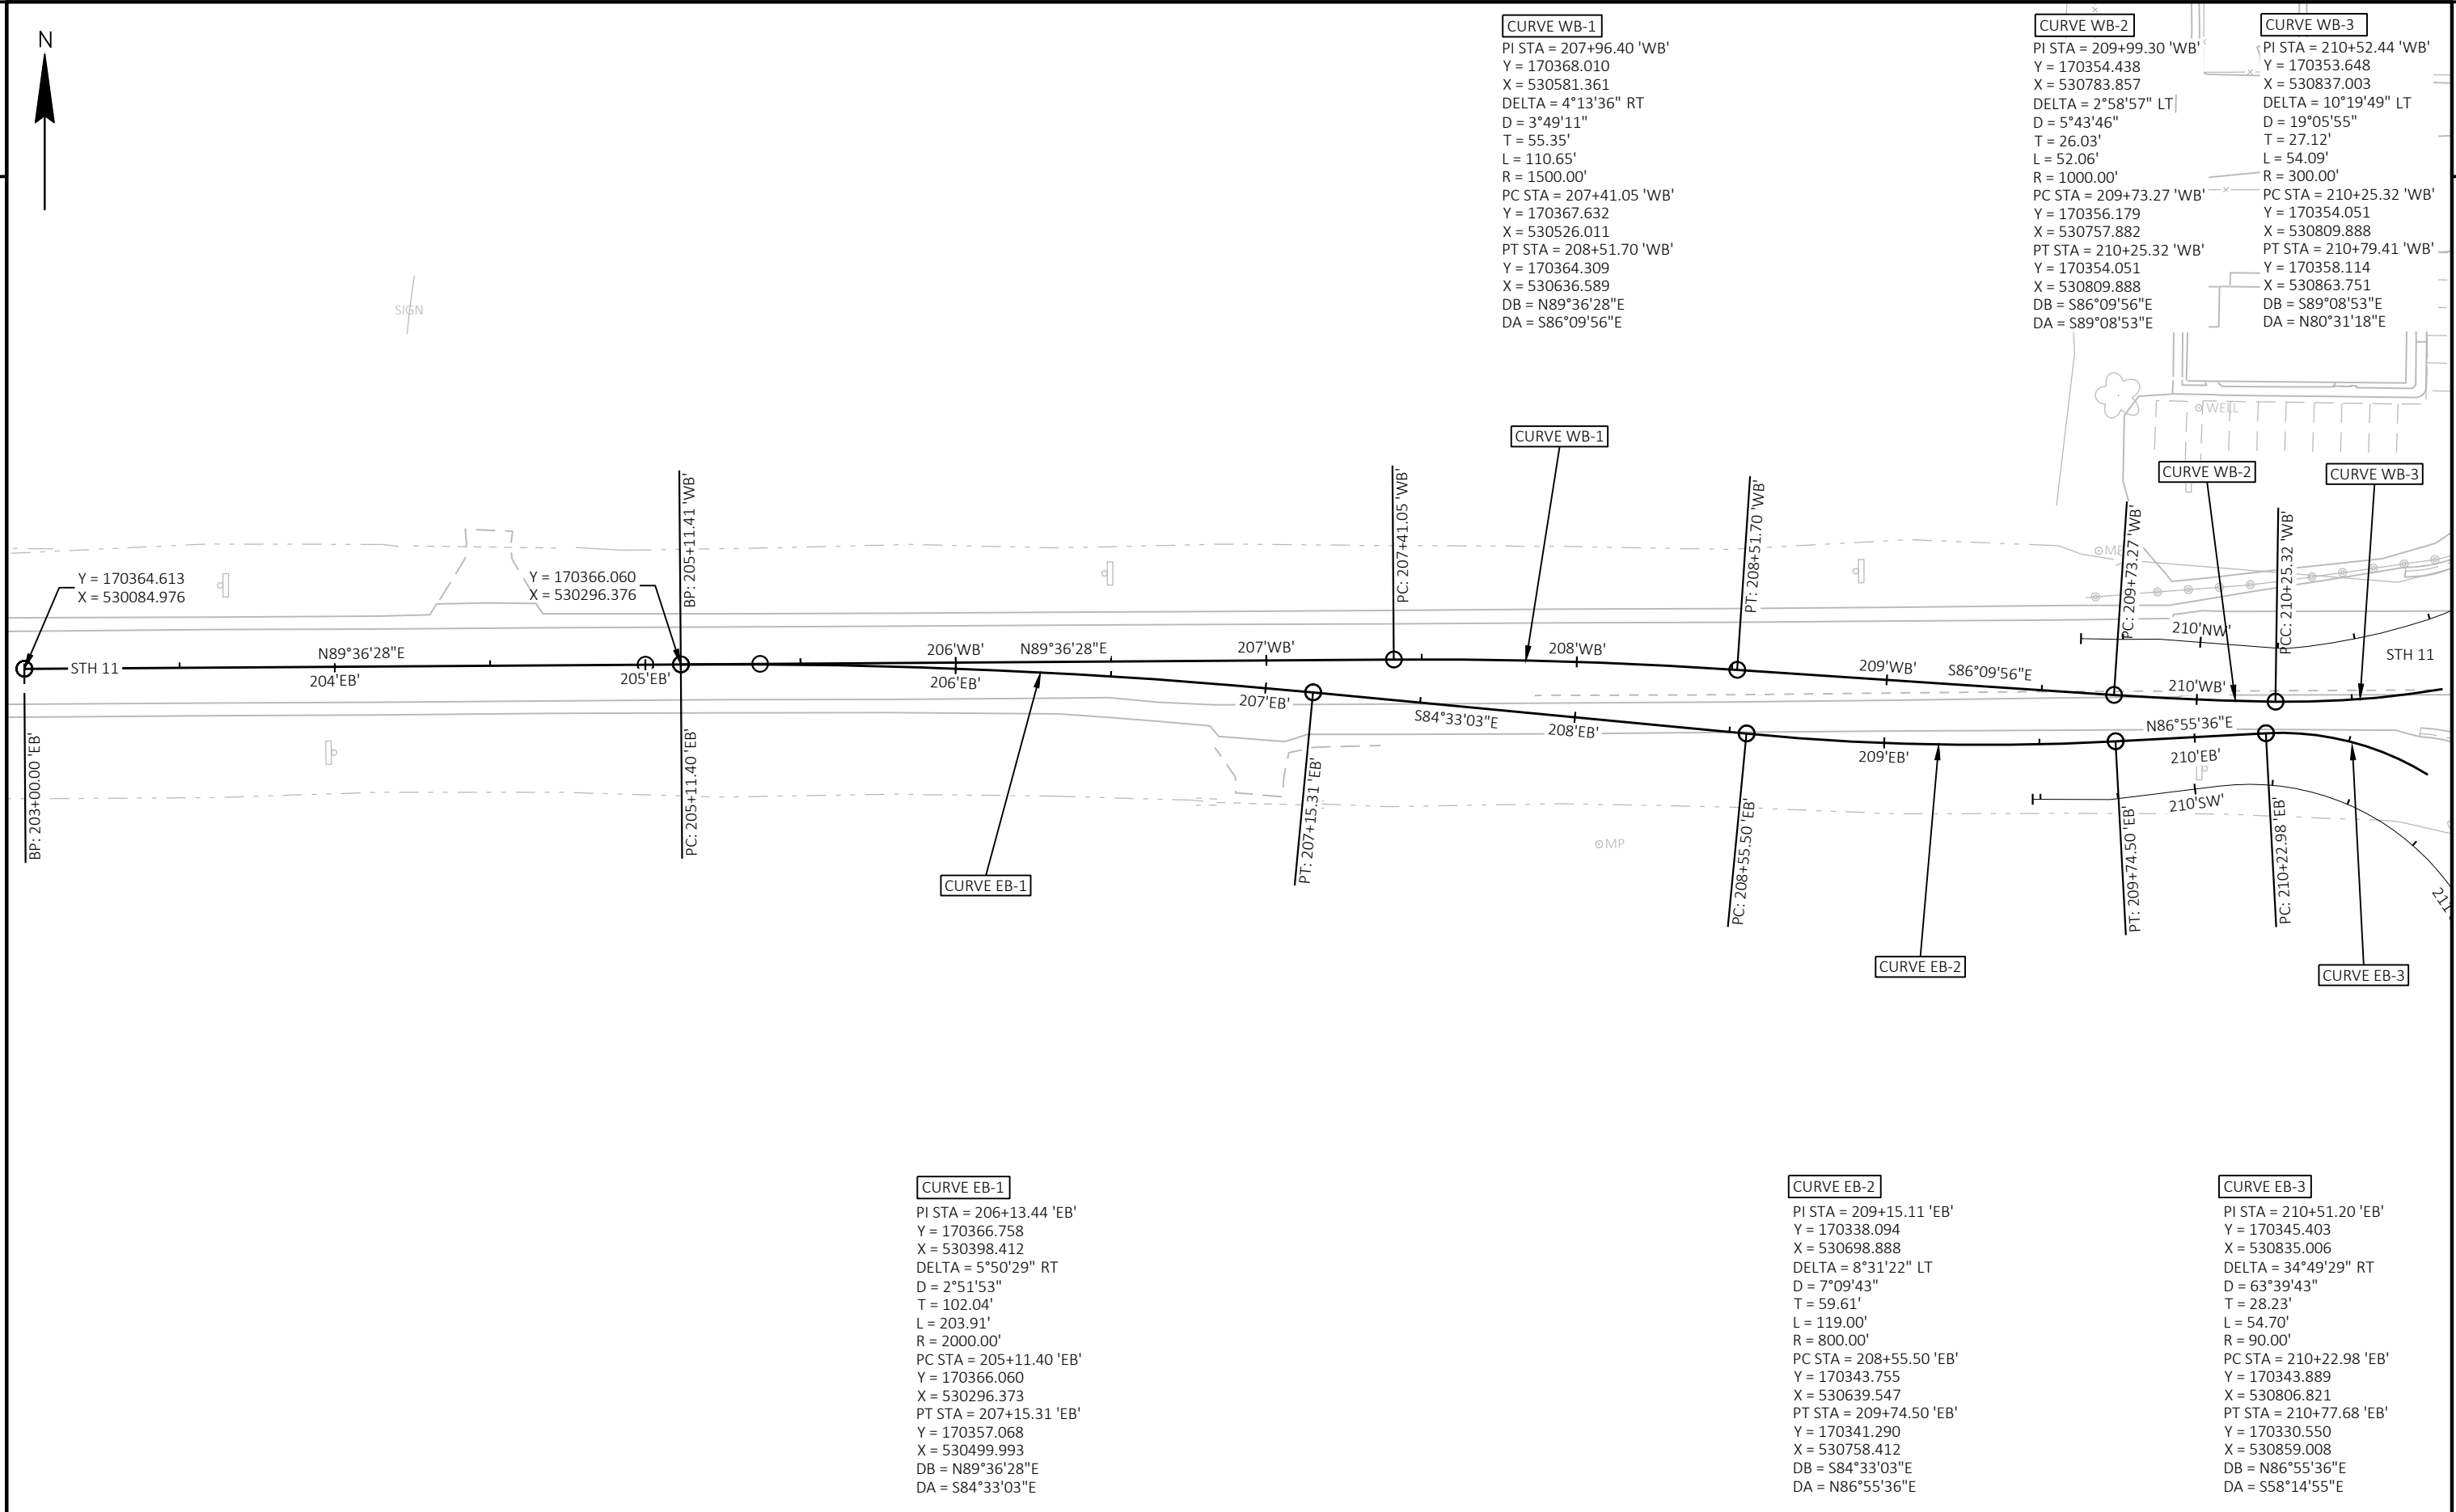 N
CURVE WB-1
PI STA = 207+96.40 'WB'
Y = 170368.010
X = 530581.361
DELTA = 4°13'36" RT
D = 3°49'11"
T = 55.35'
L = 110.65'
R = 1500.00'
PC STA = 207+41.05 'WB'
Y = 170367.632
X = 530526.011
PT STA = 208+51.70 'WB'
Y = 170364.309
X = 530636.589
DB = N89°36'28"E
DA = S86°09'56"E
CURVE WB-2
PI STA = 209+99.30 'WB'
Y = 170354.438
X = 530783.857
DELTA = 2°58'57" LT
D = 5°43'46"
T = 26.03'
L = 52.06'
R = 1000.00'
PC STA = 209+73.27 'WB'
Y = 170356.179
X = 530757.882
PT STA = 210+25.32 'WB'
Y = 170354.051
X = 530809.888
DB = S86°09'56"E
DA = S89°08'53"E
CURVE WB-3
PI STA = 210+52.44 'WB'
Y = 170353.648
X = 530837.003
DELTA = 10°19'49" LT
D = 19°05'55"
T = 27.12'
L = 54.09'
R = 300.00'
PC STA = 210+25.32 'WB'
Y = 170354.051
X = 530809.888
PT STA = 210+79.41 'WB'
Y = 170358.114
X = 530863.751
DB = S89°08'53"E
DA = N80°31'18"E
SIGN
WELL
CURVE WB-1
CURVE WB-2
CURVE WB-3
BP: 205+11.41 'WB'
PC: 207+41.05 'WB'
PT: 208+51.70 'WB'
PC: 209+73.27 'WB'
PCC: 210+25.32 'WB'
Y = 170364.613
X = 530084.976
Y = 170366.060
X = 530296.376
STH 11
N89°36'28"E
204'EB'
205'EB'
206'WB'
N89°36'28"E
207'WB'
208'WB'
209'WB'
S86°09'56"E
210'NW'
210'WB'
STH 11
206'EB'
207'EB'
S84°33'03"E
208'EB'
209'EB'
N86°55'36"E
210'EB'
210'SW'
BP: 203+00.00 'EB'
PC: 205+11.40 'EB'
PT: 207+15.31 'EB'
PC: 208+55.50 'EB'
PT: 209+74.50 'EB'
PC: 210+22.98 'EB'
MP
CURVE EB-1
CURVE EB-2
CURVE EB-3
CURVE EB-1
PI STA = 206+13.44 'EB'
Y = 170366.758
X = 530398.412
DELTA = 5°50'29" RT
D = 2°51'53"
T = 102.04'
L = 203.91'
R = 2000.00'
PC STA = 205+11.40 'EB'
Y = 170366.060
X = 530296.373
PT STA = 207+15.31 'EB'
Y = 170357.068
X = 530499.993
DB = N89°36'28"E
DA = S84°33'03"E
CURVE EB-2
PI STA = 209+15.11 'EB'
Y = 170338.094
X = 530698.888
DELTA = 8°31'22" LT
D = 7°09'43"
T = 59.61'
L = 119.00'
R = 800.00'
PC STA = 208+55.50 'EB'
Y = 170343.755
X = 530639.547
PT STA = 209+74.50 'EB'
Y = 170341.290
X = 530758.412
DB = S84°33'03"E
DA = N86°55'36"E
CURVE EB-3
PI STA = 210+51.20 'EB'
Y = 170345.403
X = 530835.006
DELTA = 34°49'29" RT
D = 63°39'43"
T = 28.23'
L = 54.70'
R = 90.00'
PC STA = 210+22.98 'EB'
Y = 170343.889
X = 530806.821
PT STA = 210+77.68 'EB'
Y = 170330.550
X = 530859.008
DB = N86°55'36"E
DA = S58°14'55"E